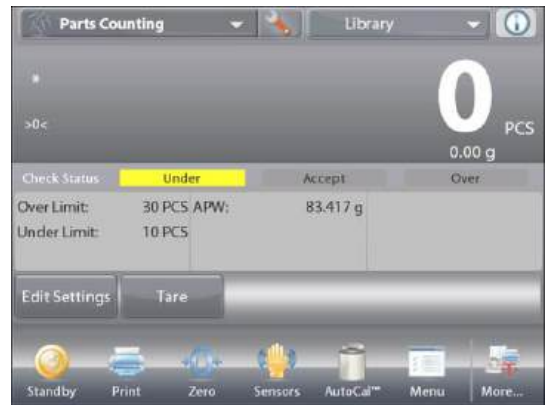 Parts Counting Library
0 PCS
>0<
0.00 g
Check Status Under Accept Over
Over Limit: 30 PCS APW: 83.417 g
Under Limit: 10 PCS
Edit Settings Tare
Standby Print Zero Sensors AutoCal™ Menu More...